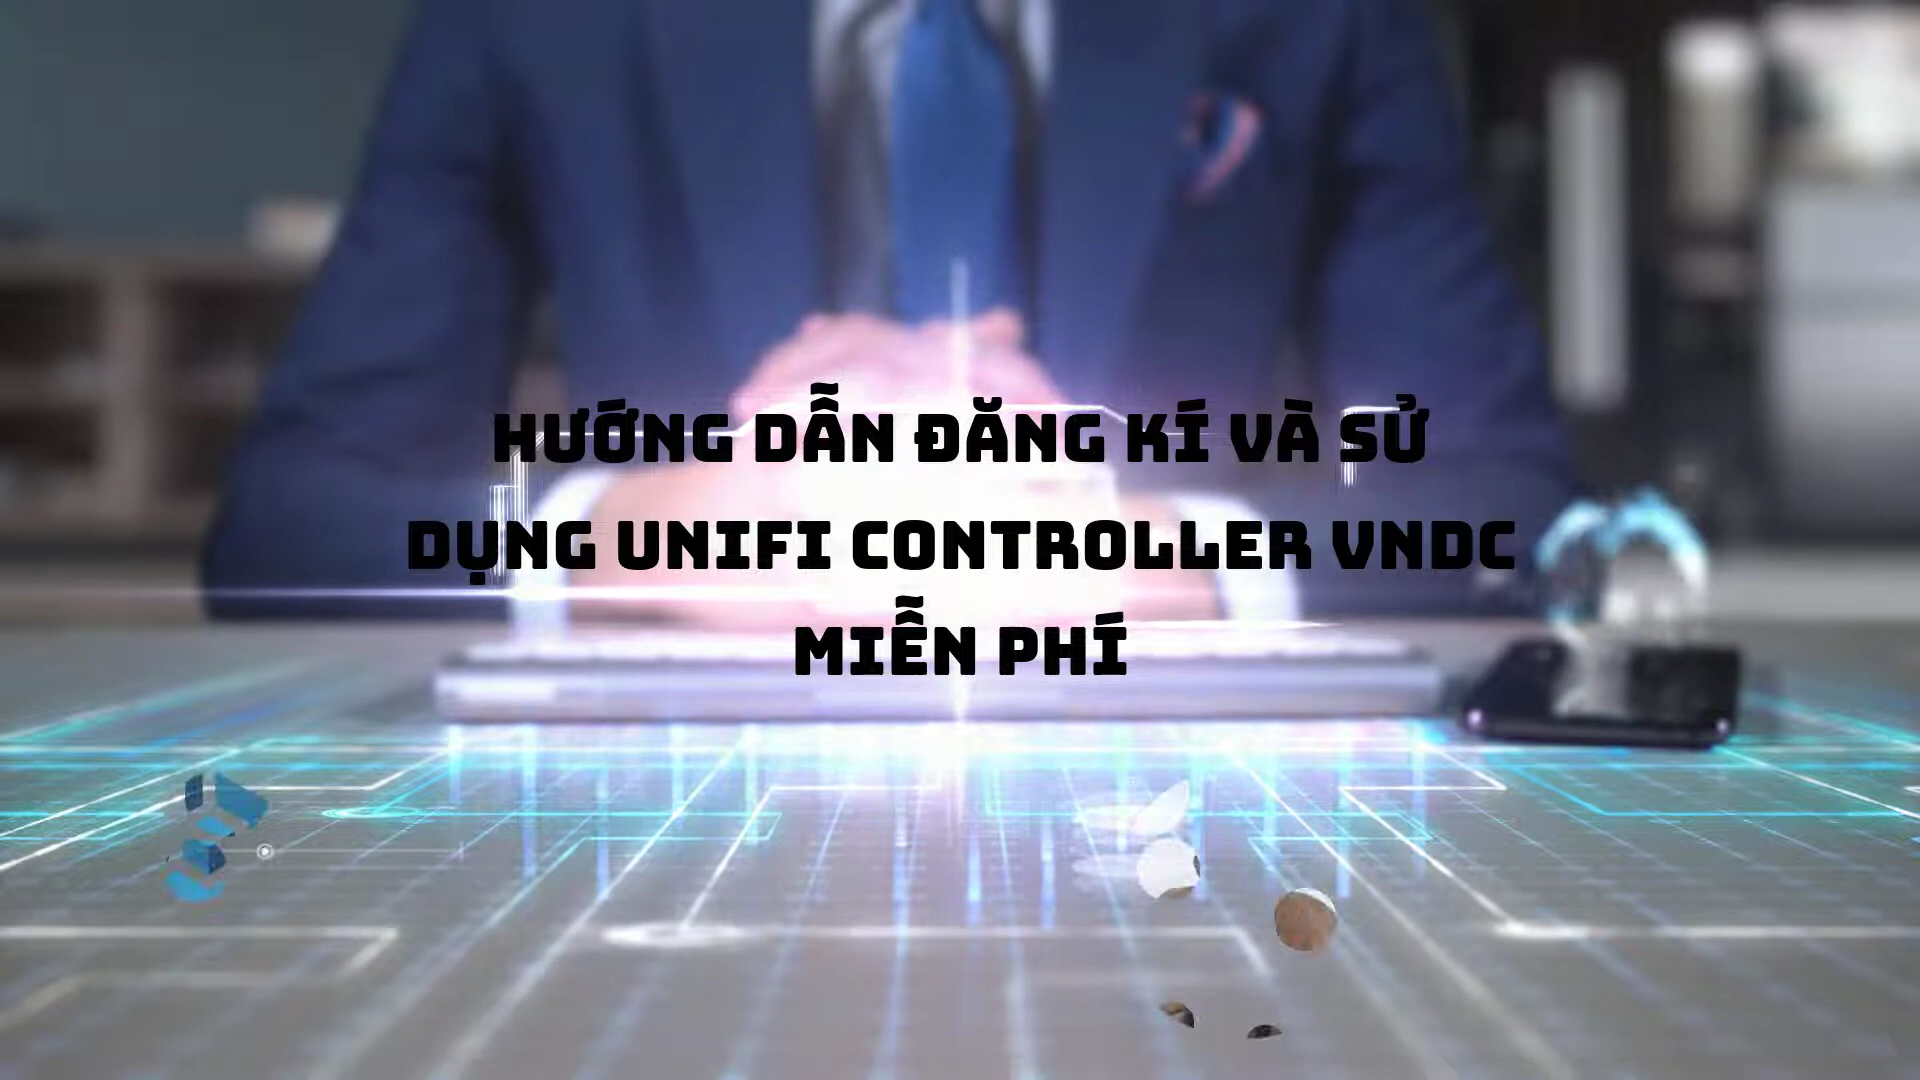 HƯỚNG DẪN ĐĂNG KÍ VÀ SỬ
DỤNG UNIFI CONTROLLER VNDC
MIỄN PHÍ